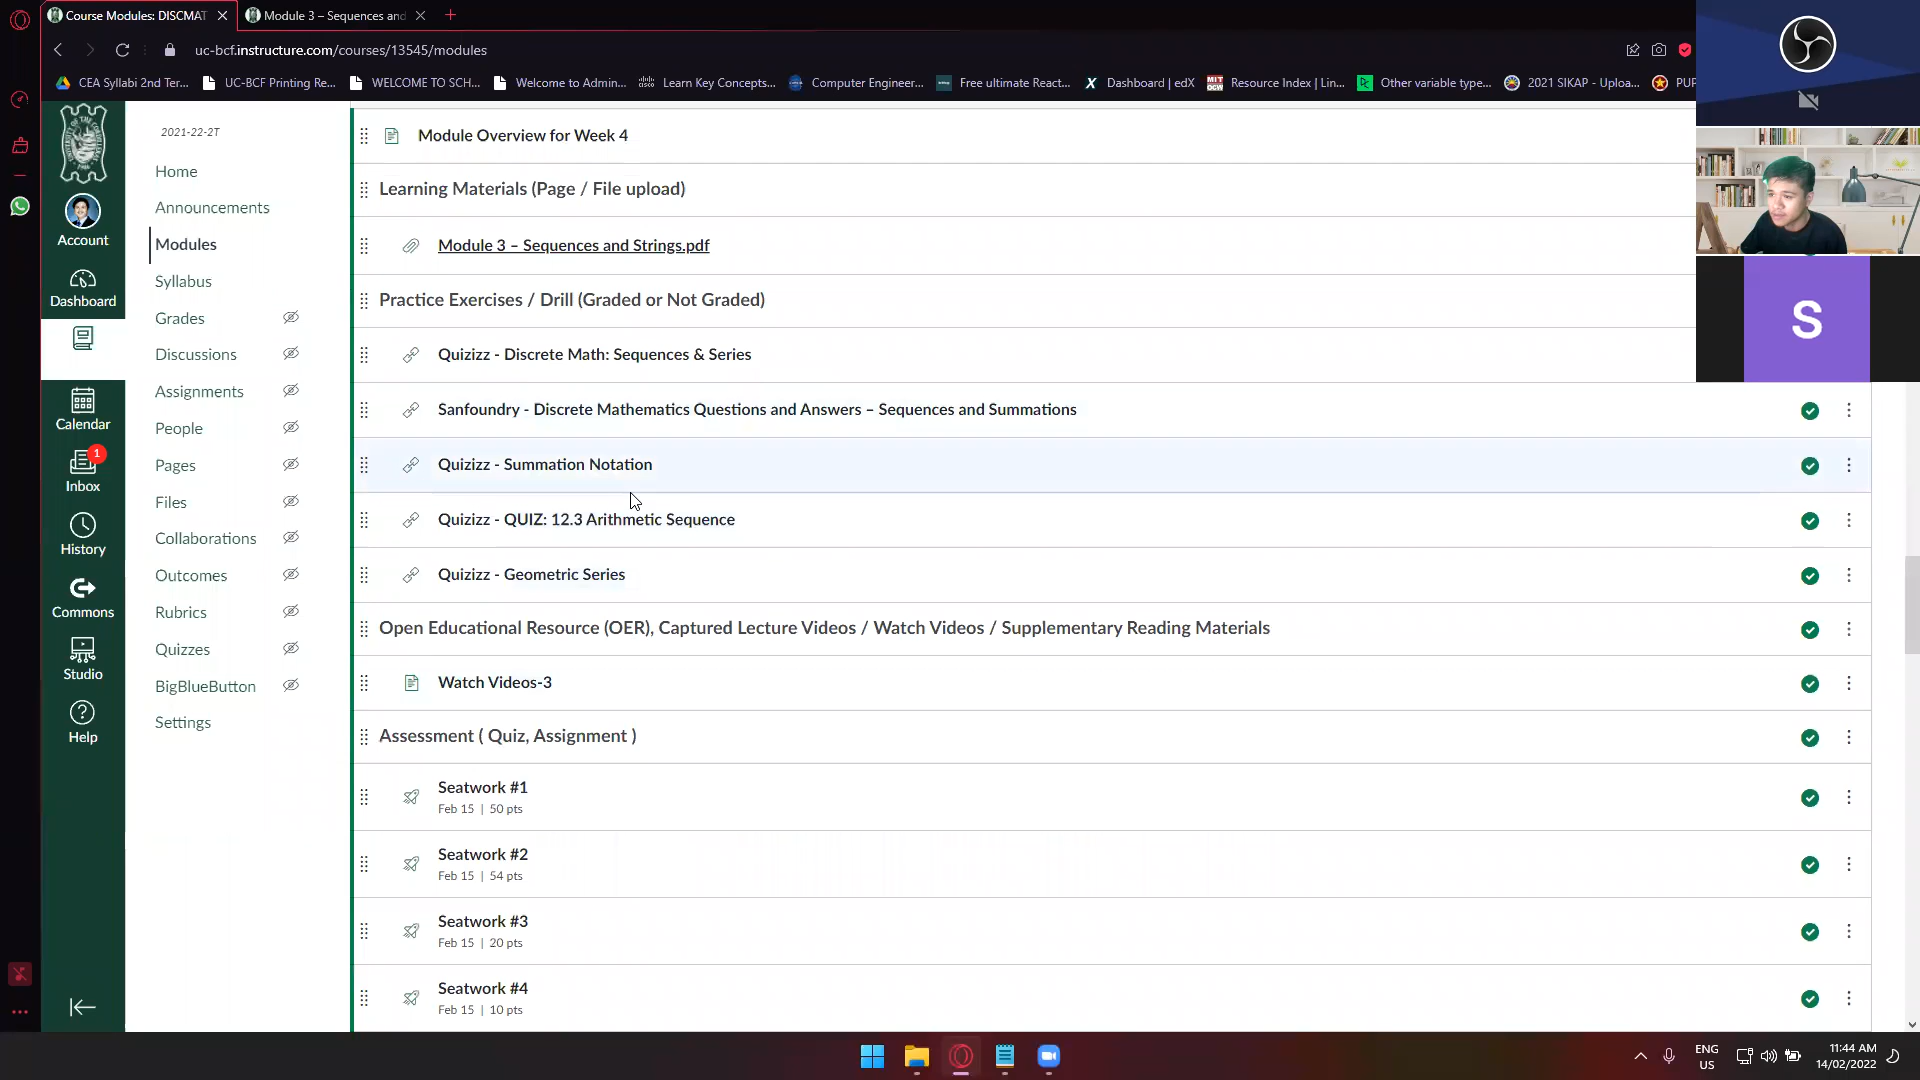 Course Modules: DISCMAT
Module 3 – Sequences and
uc-bcf.instructure.com/courses/13545/modules
CEA Syllabi 2nd Ter...
UC-BCF Printing Re...
WELCOME TO SCH...
Welcome to Admin...
Learn Key Concepts...
Computer Engineer...
Free ultimate React...
Dashboard | edX
Resource Index | Lin...
Other variable type...
2021 SIKAP - Uploa...
PUP
Account
Dashboard
Calendar
1
Inbox
History
Commons
Studio
Help
2021-22-2T
Home
Announcements
Modules
Syllabus
Grades
Discussions
Assignments
People
Pages
Files
Collaborations
Outcomes
Rubrics
Quizzes
BigBlueButton
Settings
Module Overview for Week 4
Learning Materials (Page / File upload)
Module 3 – Sequences and Strings.pdf
Practice Exercises / Drill (Graded or Not Graded)
Quizizz - Discrete Math: Sequences & Series
Sanfoundry - Discrete Mathematics Questions and Answers – Sequences and Summations
Quizizz - Summation Notation
Quizizz - QUIZ: 12.3 Arithmetic Sequence
Quizizz - Geometric Series
Open Educational Resource (OER), Captured Lecture Videos / Watch Videos / Supplementary Reading Materials
Watch Videos-3
Assessment ( Quiz, Assignment )
Seatwork #1
Feb 15 | 50 pts
Seatwork #2
Feb 15 | 54 pts
Seatwork #3
Feb 15 | 20 pts
Seatwork #4
Feb 15 | 10 pts
S
ENG
US
11:44 AM
14/02/2022